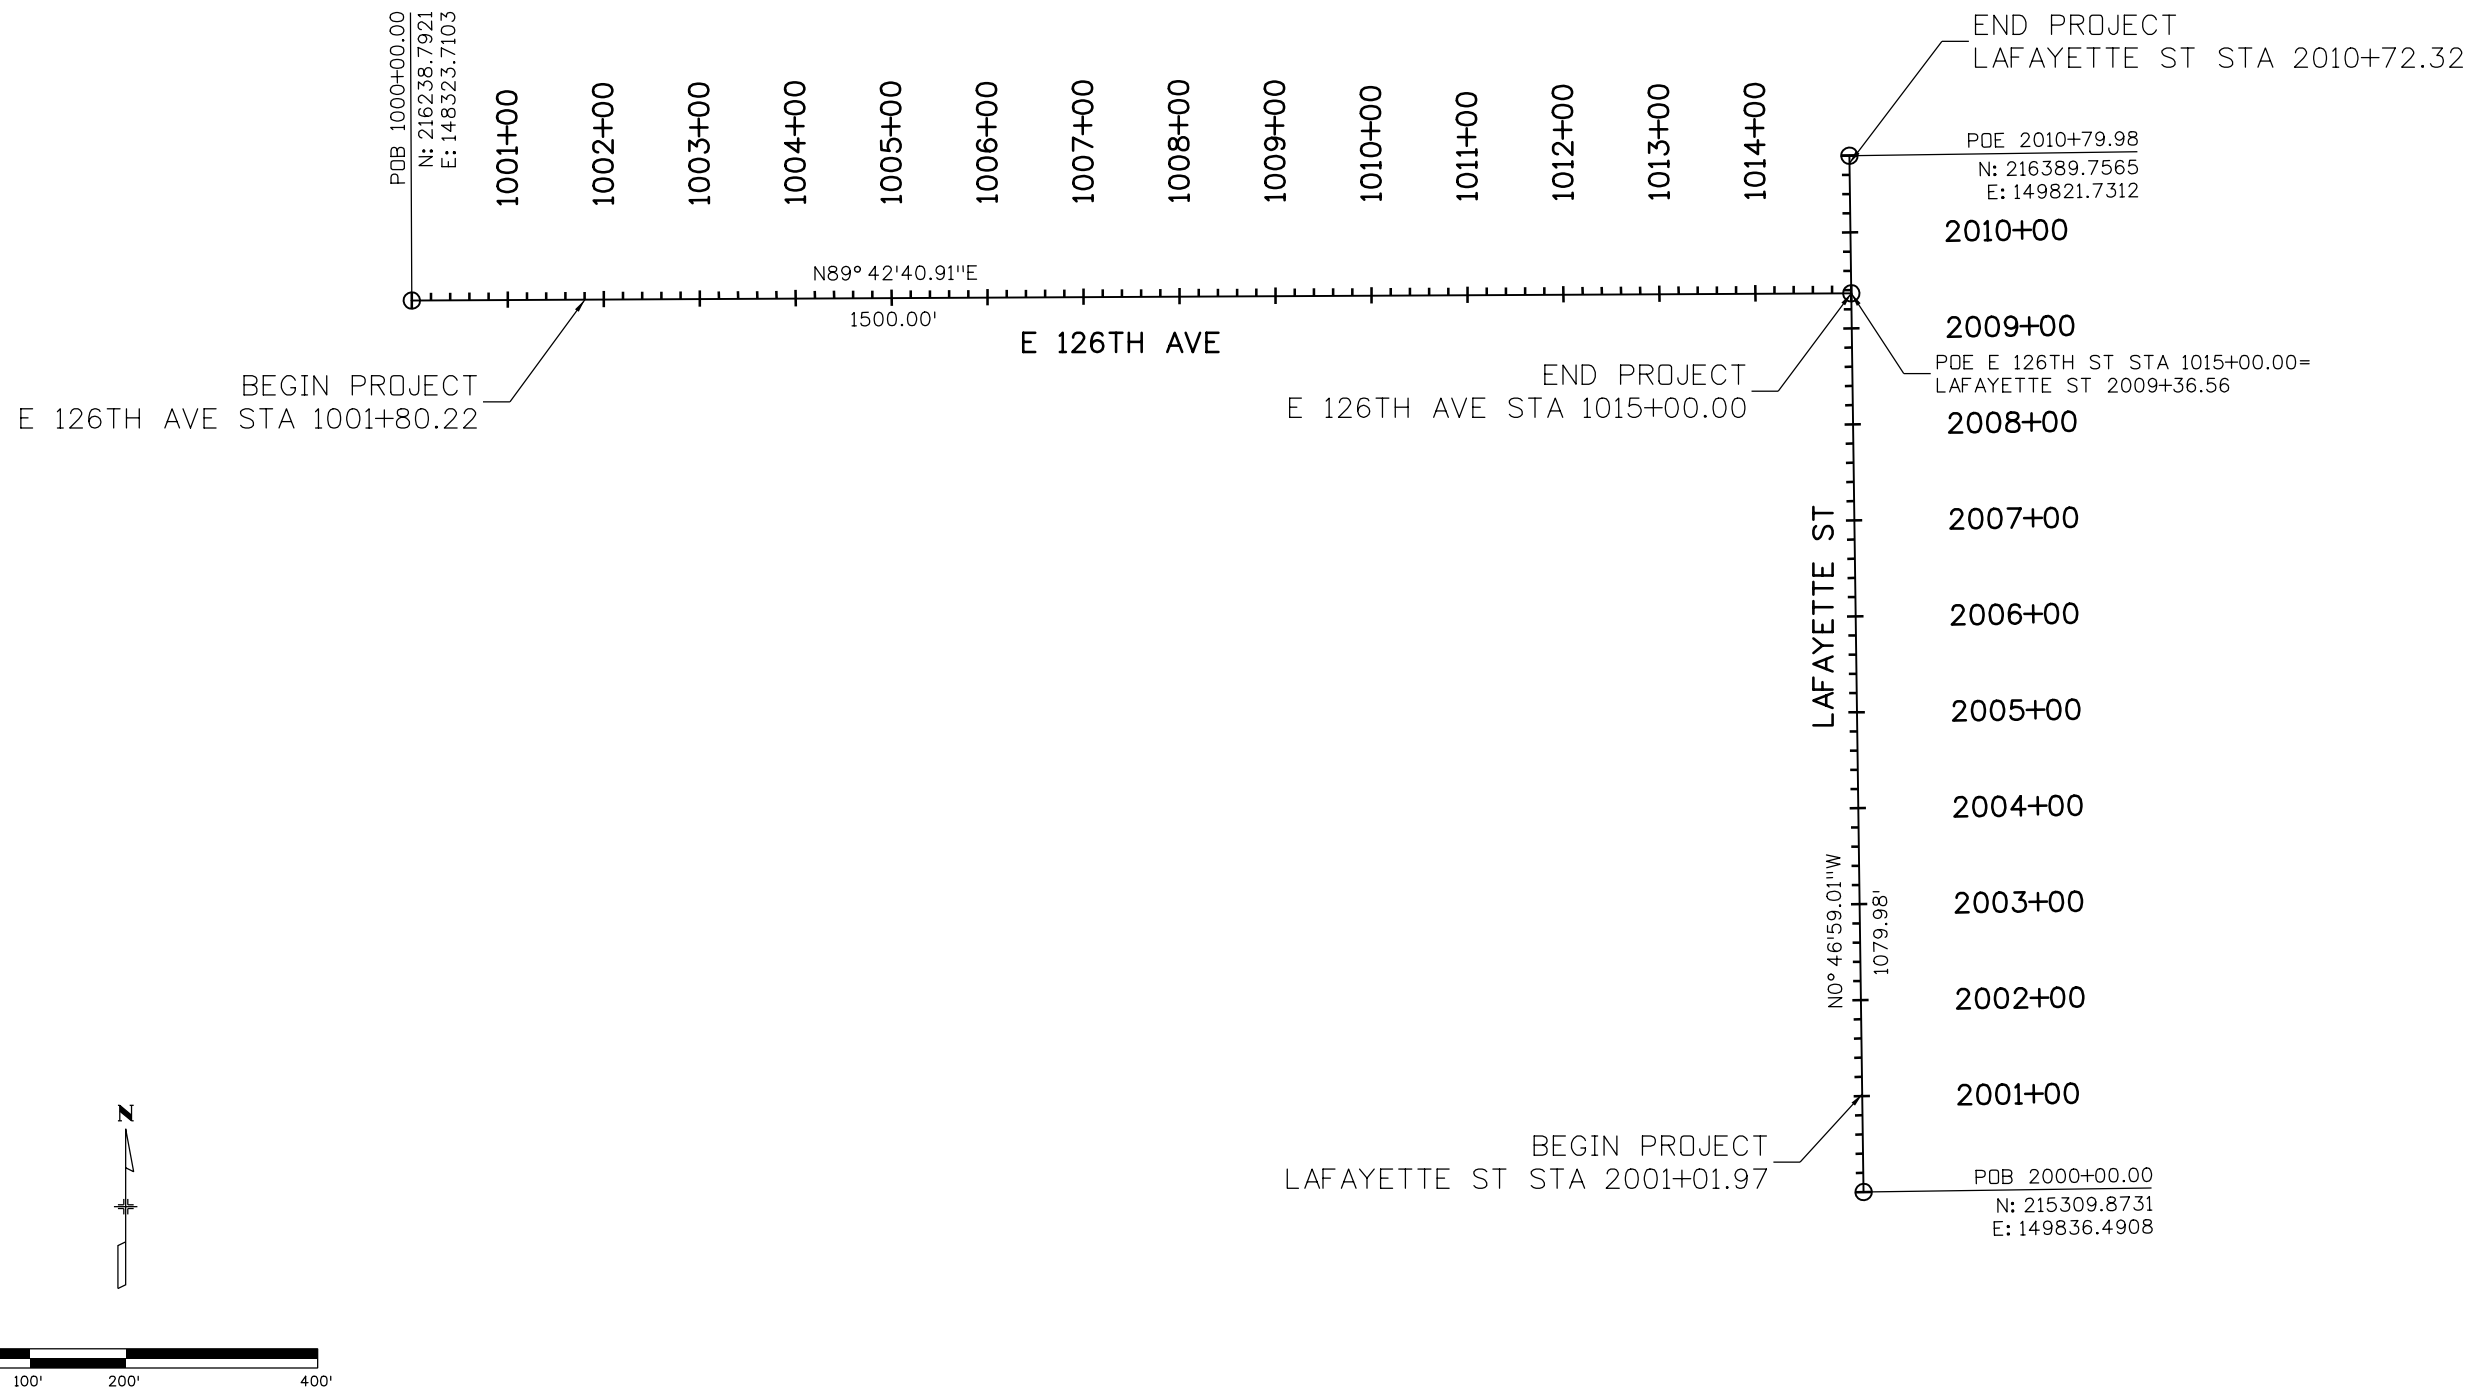 POB 1000+00.00
N: 216238.7921
E: 148323.7103
1001+00
1002+00
1003+00
1004+00
1005+00
1006+00
1007+00
1008+00
1009+00
1010+00
1011+00
1012+00
1013+00
1014+00
END PROJECT
LAFAYETTE ST STA 2010+72.32
POE 2010+79.98
N: 216389.7565
E: 149821.7312
2010+00
N89°42'40.91"E
1500.00'
E 126TH AVE
BEGIN PROJECT
E 126TH AVE STA 1001+80.22
END PROJECT
E 126TH AVE STA 1015+00.00
2009+00
POE E 126TH ST STA 1015+00.00=
LAFAYETTE ST 2009+36.56
2008+00
2007+00
LAFAYETTE ST
2006+00
2005+00
2004+00
N0°46'59.01"W
1079.98'
2003+00
2002+00
2001+00
BEGIN PROJECT
LAFAYETTE ST STA 2001+01.97
POB 2000+00.00
N: 215309.8731
E: 149836.4908
N
100'
200'
400'